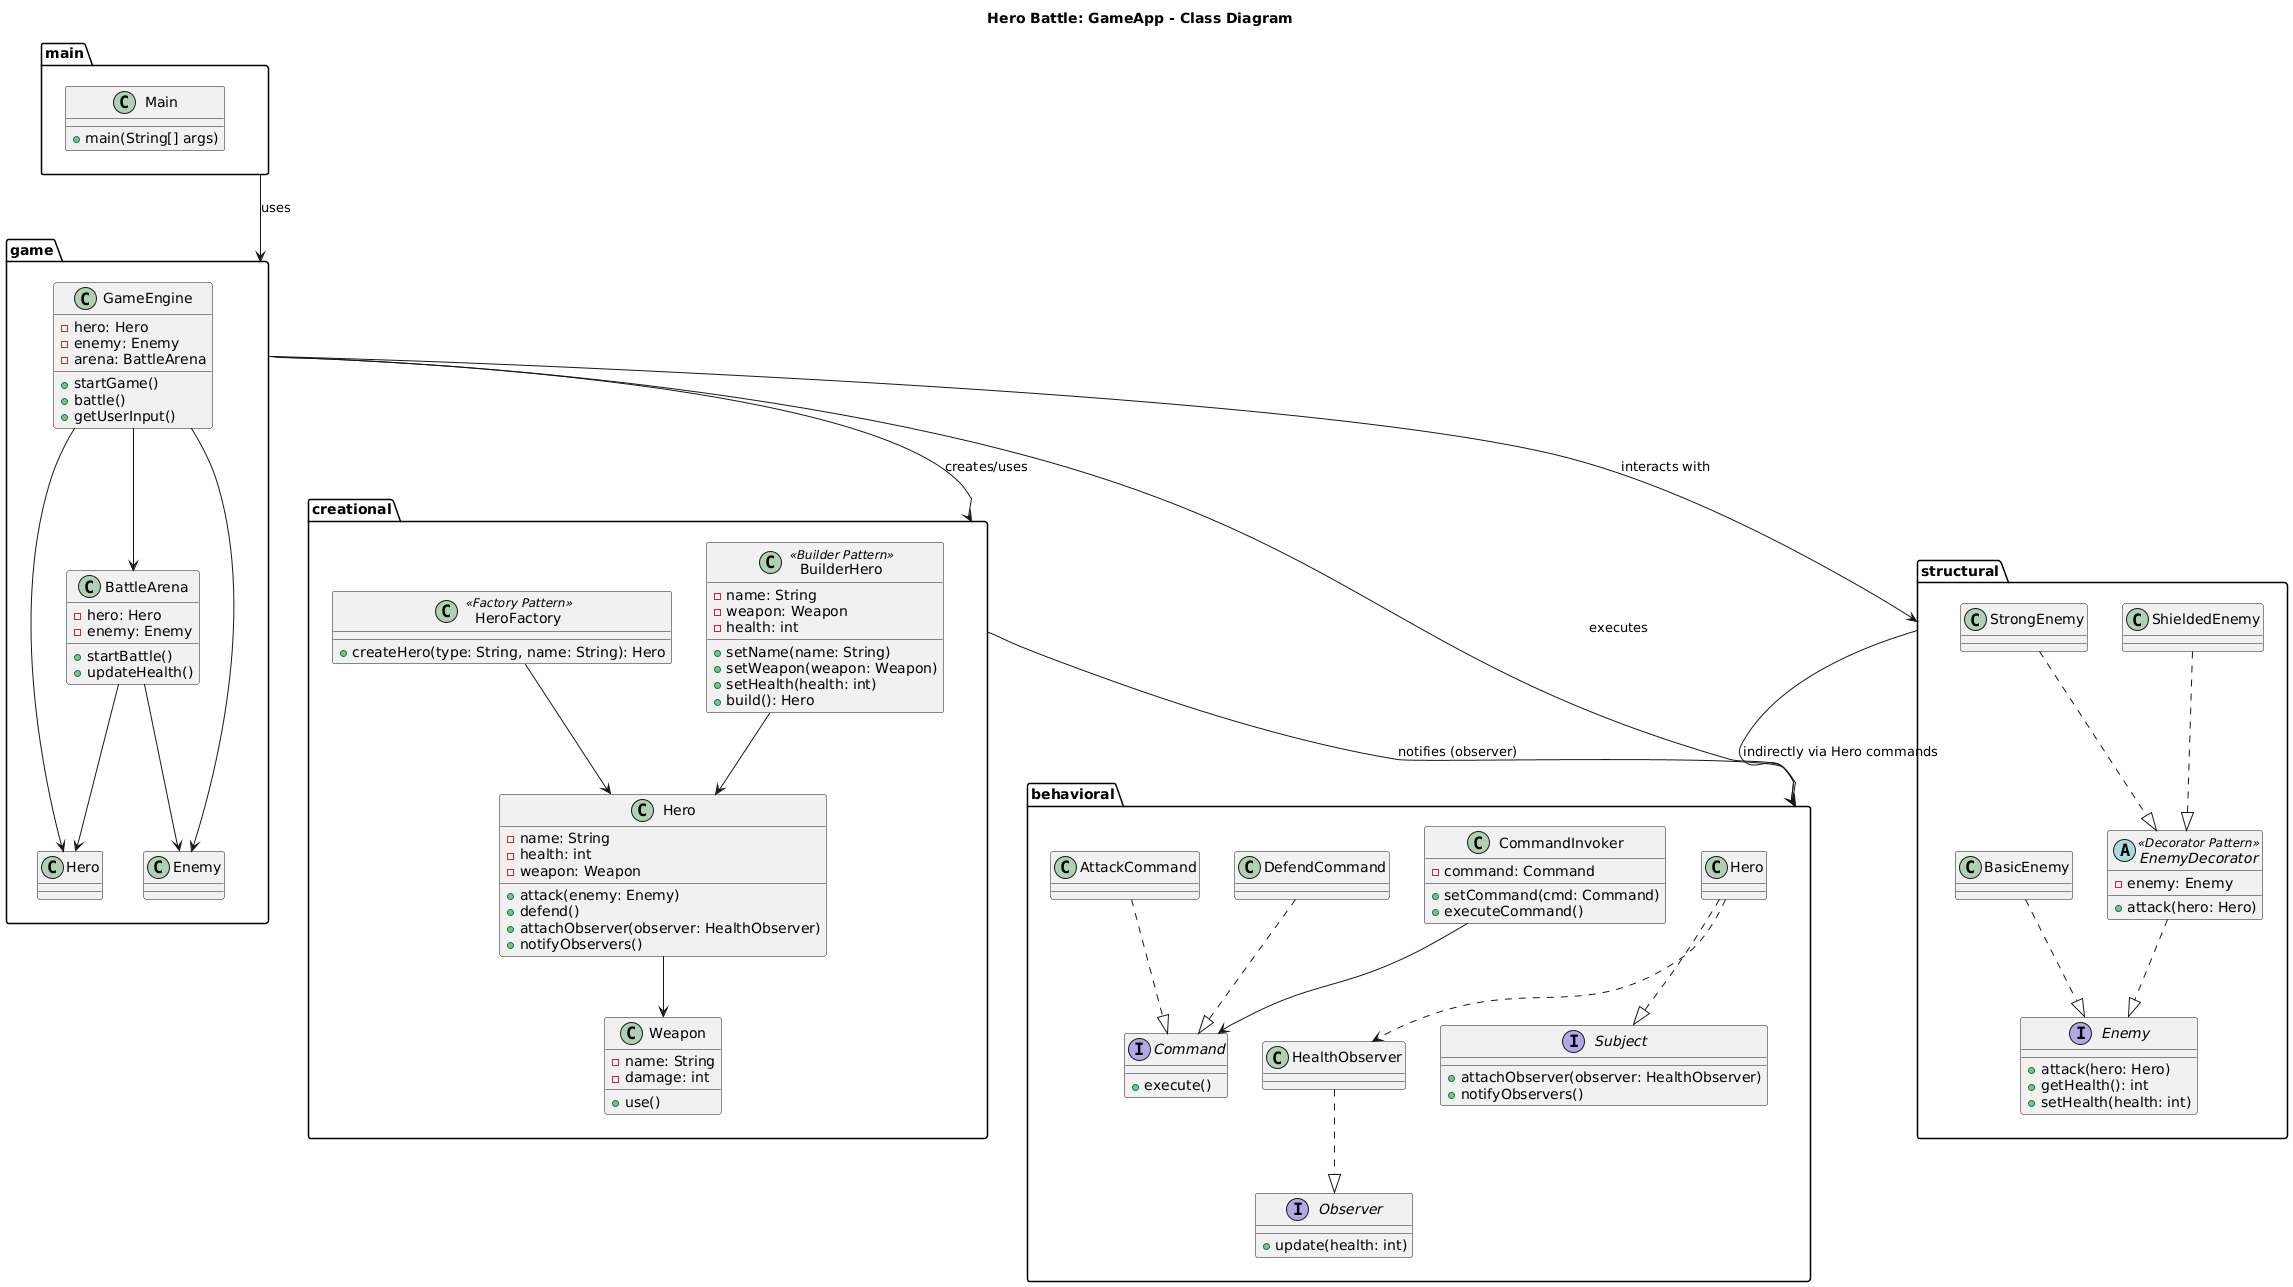 Hero Battle: GameApp - Class Diagram
main
C Main
main(String[] args)
uses
game
C GameEngine
hero: Hero
enemy: Enemy
arena: BattleArena
startGame()
battle()
getUserInput()
C BattleArena
hero: Hero
enemy: Enemy
startBattle()
updateHealth()
C Hero
C Enemy
creates/uses
interacts with
executes
notifies (observer)
indirectly via Hero commands
creational
C «Factory Pattern»
HeroFactory
createHero(type: String, name: String): Hero
C «Builder Pattern»
BuilderHero
name: String
weapon: Weapon
health: int
setName(name: String)
setWeapon(weapon: Weapon)
setHealth(health: int)
build(): Hero
C Hero
name: String
health: int
weapon: Weapon
attack(enemy: Enemy)
defend()
attachObserver(observer: HealthObserver)
notifyObservers()
C Weapon
name: String
damage: int
use()
behavioral
C AttackCommand
C DefendCommand
C CommandInvoker
command: Command
setCommand(cmd: Command)
executeCommand()
C Hero
I Command
execute()
C HealthObserver
I Subject
attachObserver(observer: HealthObserver)
notifyObservers()
I Observer
update(health: int)
structural
C StrongEnemy
C ShieldedEnemy
C BasicEnemy
A «Decorator Pattern»
EnemyDecorator
enemy: Enemy
attack(hero: Hero)
I Enemy
attack(hero: Hero)
getHealth(): int
setHealth(health: int)